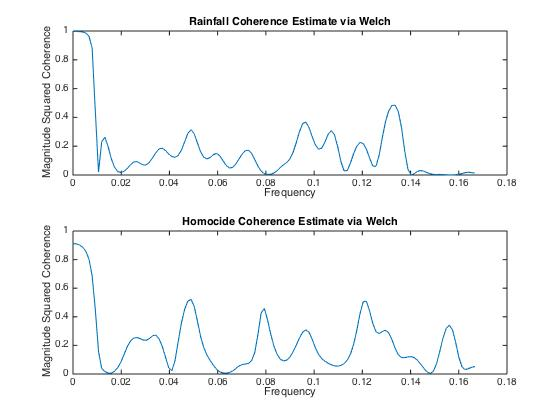 Rainfall Coherence Estimate via Welch
Magnitude Squared Coherence
1
0.8
0.6
0.4
0.2
0
0 0.02 0.04 0.06 0.08 0.1 0.12 0.14 0.16 0.18
Frequency
Homocide Coherence Estimate via Welch
Magnitude Squared Coherence
1
0.8
0.6
0.4
0.2
0
0 0.02 0.04 0.06 0.08 0.1 0.12 0.14 0.16 0.18
Frequency